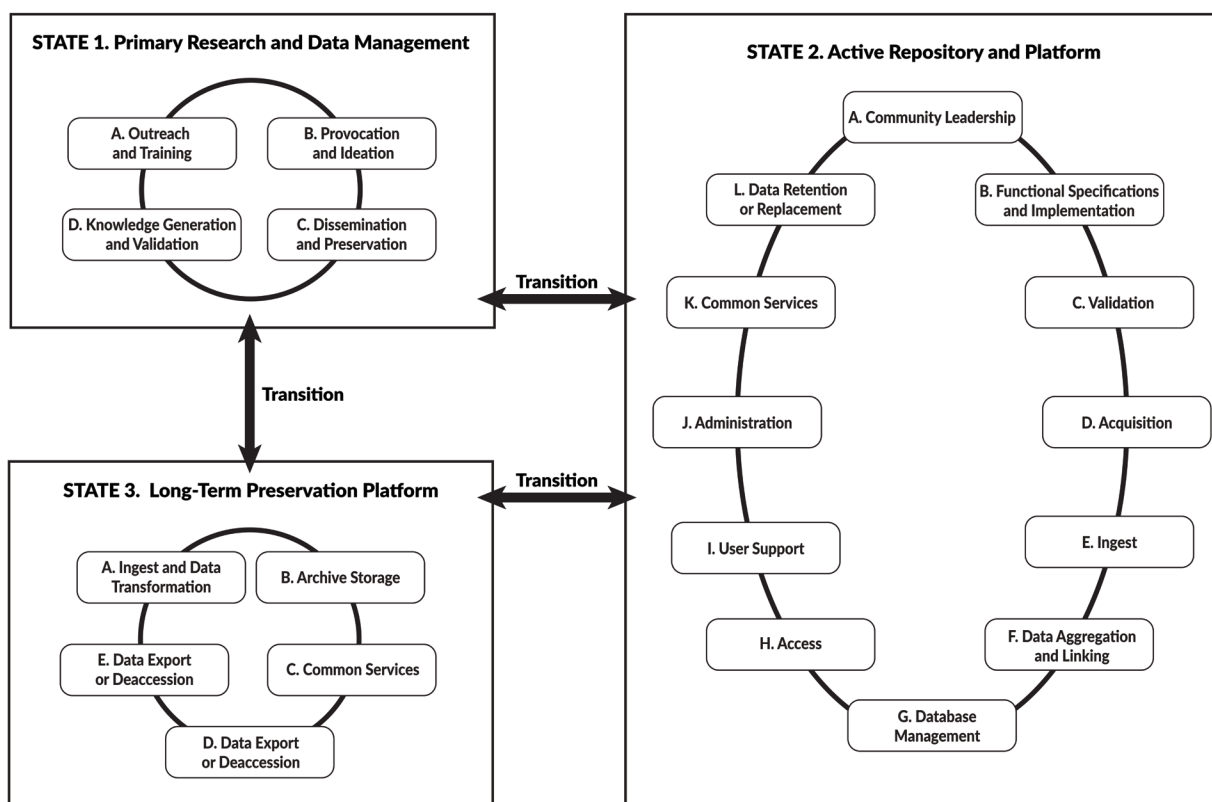 STATE 1. Primary Research and Data Management
A. Outreach
and Training
B. Provocation
and Ideation
D. Knowledge Generation
and Validation
C. Dissemination
and Preservation
Transition
Transition
STATE 3. Long-Term Preservation Platform
A. Ingest and Data
Transformation
B. Archive Storage
E. Data Export
or Deaccession
C. Common Services
D. Data Export
or Deaccession
Transition
STATE 2. Active Repository and Platform
A. Community Leadership
L. Data Retention
or Replacement
B. Functional Specifications
and Implementation
K. Common Services
C. Validation
J. Administration
D. Acquisition
I. User Support
E. Ingest
H. Access
F. Data Aggregation
and Linking
G. Database
Management